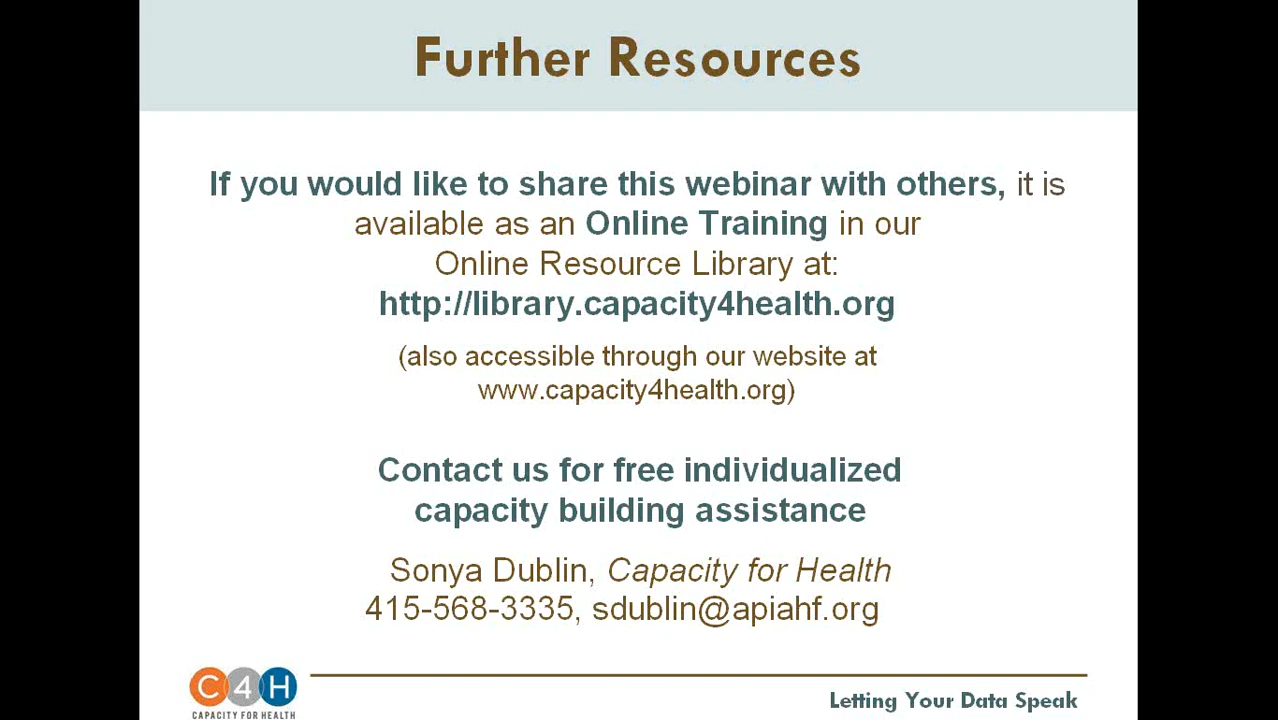 Further Resources
If you would like to share this webinar with others, it is
available as an Online Training in our
Online Resource Library at:
http://library.capacity4health.org
(also accessible through our website at
www.capacity4health.org)
Contact us for free individualized
capacity building assistance
Sonya Dublin, Capacity for Health
415-568-3335, sdublin@apiahf.org
C4H
CAPACITY FOR HEALTH
Letting Your Data Speak